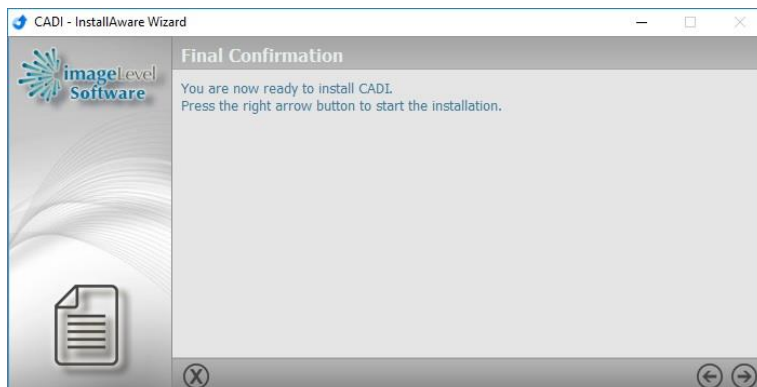 CADI - InstallAware Wizard
imageLevel
Software
Final Confirmation
You are now ready to install CADI.
Press the right arrow button to start the installation.